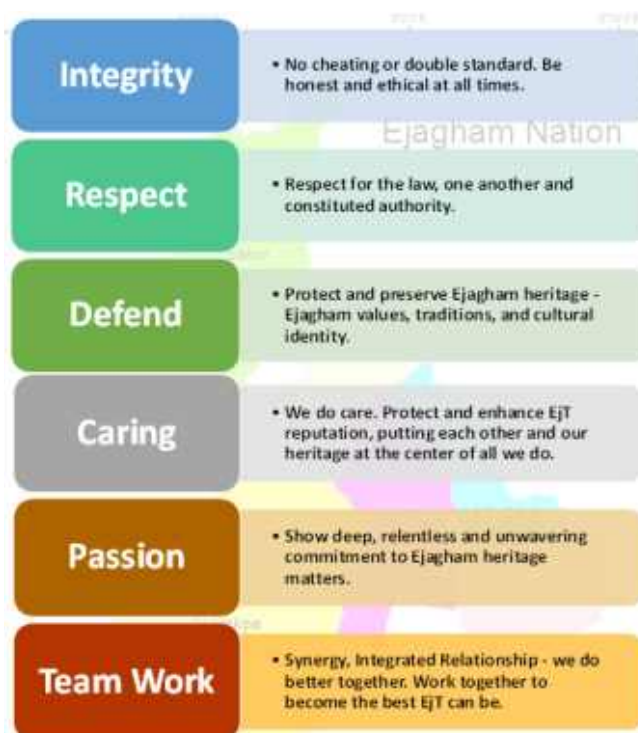 Integrity
• No cheating or double standard. Be
honest and ethical at all times.
Ejagham Nation
Respect
• Respect for the law, one another and
constituted authority.
Defend
• Protect and preserve Ejagham heritage -
Ejagham values, traditions, and cultural
identity.
Caring
• We do care. Protect and enhance EjT
reputation, putting each other and our
heritage at the center of all we do.
Passion
• Show deep, relentless and unwavering
commitment to Ejagham heritage
matters.
Team Work
• Synergy, Integrated Relationship - we do
better together. Work together to
become the best EjT can be.